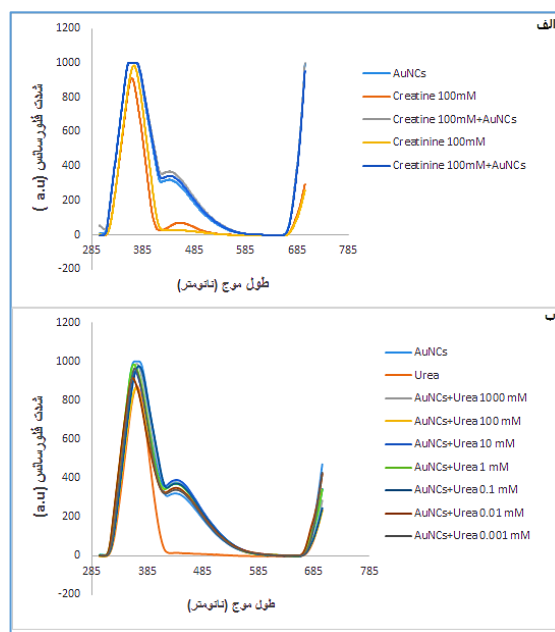 الف
1200
1000
800
600
400
200
0
-200
285
385
485
585
685
785
شدت فلورسانس (a.u )
طول موج (نانومتر)
AuNCs
Creatine 100mM
Creatine 100mM+AuNCs
Creatinine 100mM
Creatinine 100mM+AuNCs
1200
1000
800
600
400
200
0
-200
285
385
485
585
685
785
شدت فلورسانس (a.u)
طول موج (نانومتر)
AuNCs
Urea
AuNCs+Urea 1000 mM
AuNCs+Urea 100 mM
AuNCs+Urea 10 mM
AuNCs+Urea 1 mM
AuNCs+Urea 0.1 mM
AuNCs+Urea 0.01 mM
AuNCs+Urea 0.001 mM